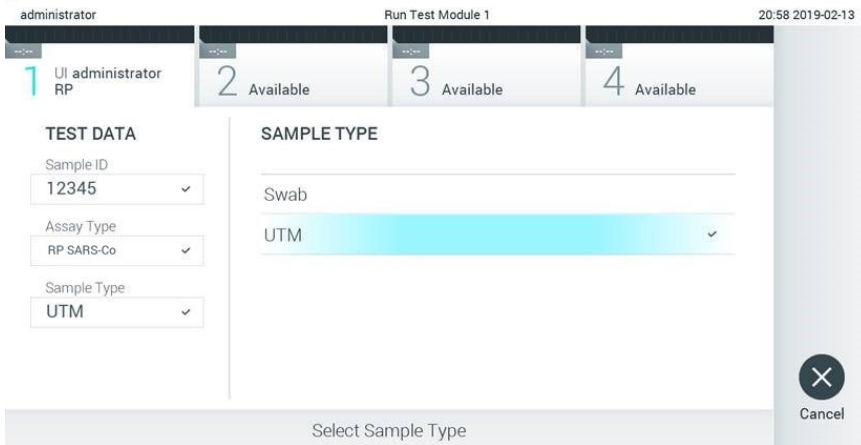 administrator
Run Test Module 1
20:58 2019-02-13
--:--
--:--
--:--
--:--
1 UI administrator
RP
2 Available
3 Available
4 Available
TEST DATA
SAMPLE TYPE
Sample ID
12345
Swab
Assay Type
UTM
RP SARS-Co
Sample Type
UTM
Cancel
Select Sample Type